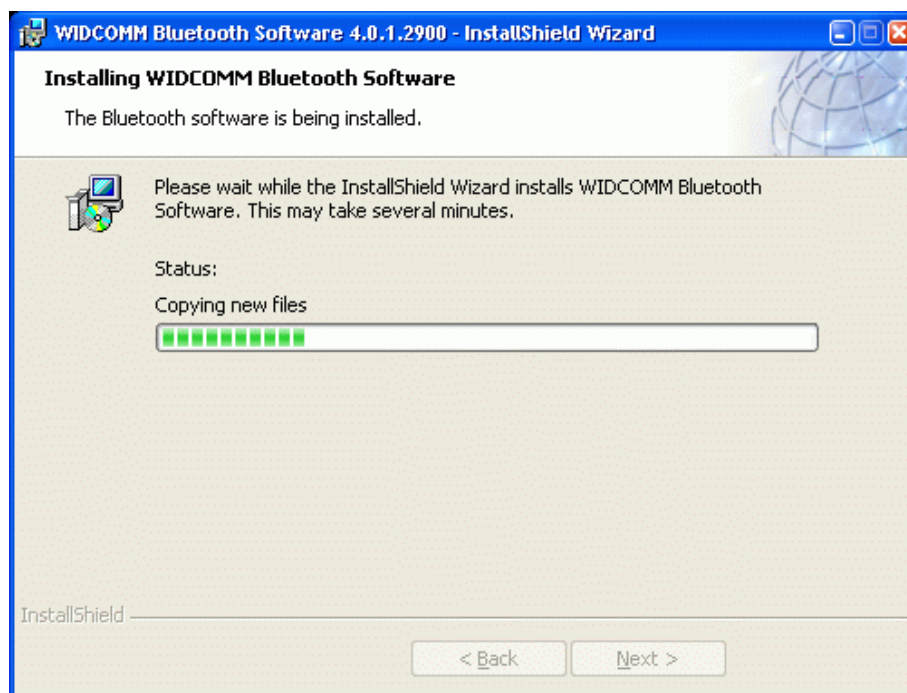 WIDCOMM Bluetooth Software 4.0.1.2900 - InstallShield Wizard
Installing WIDCOMM Bluetooth Software
The Bluetooth software is being installed.
Please wait while the InstallShield Wizard installs WIDCOMM Bluetooth
Software. This may take several minutes.
Status:
Copying new files
InstallShield
< Back
Next >